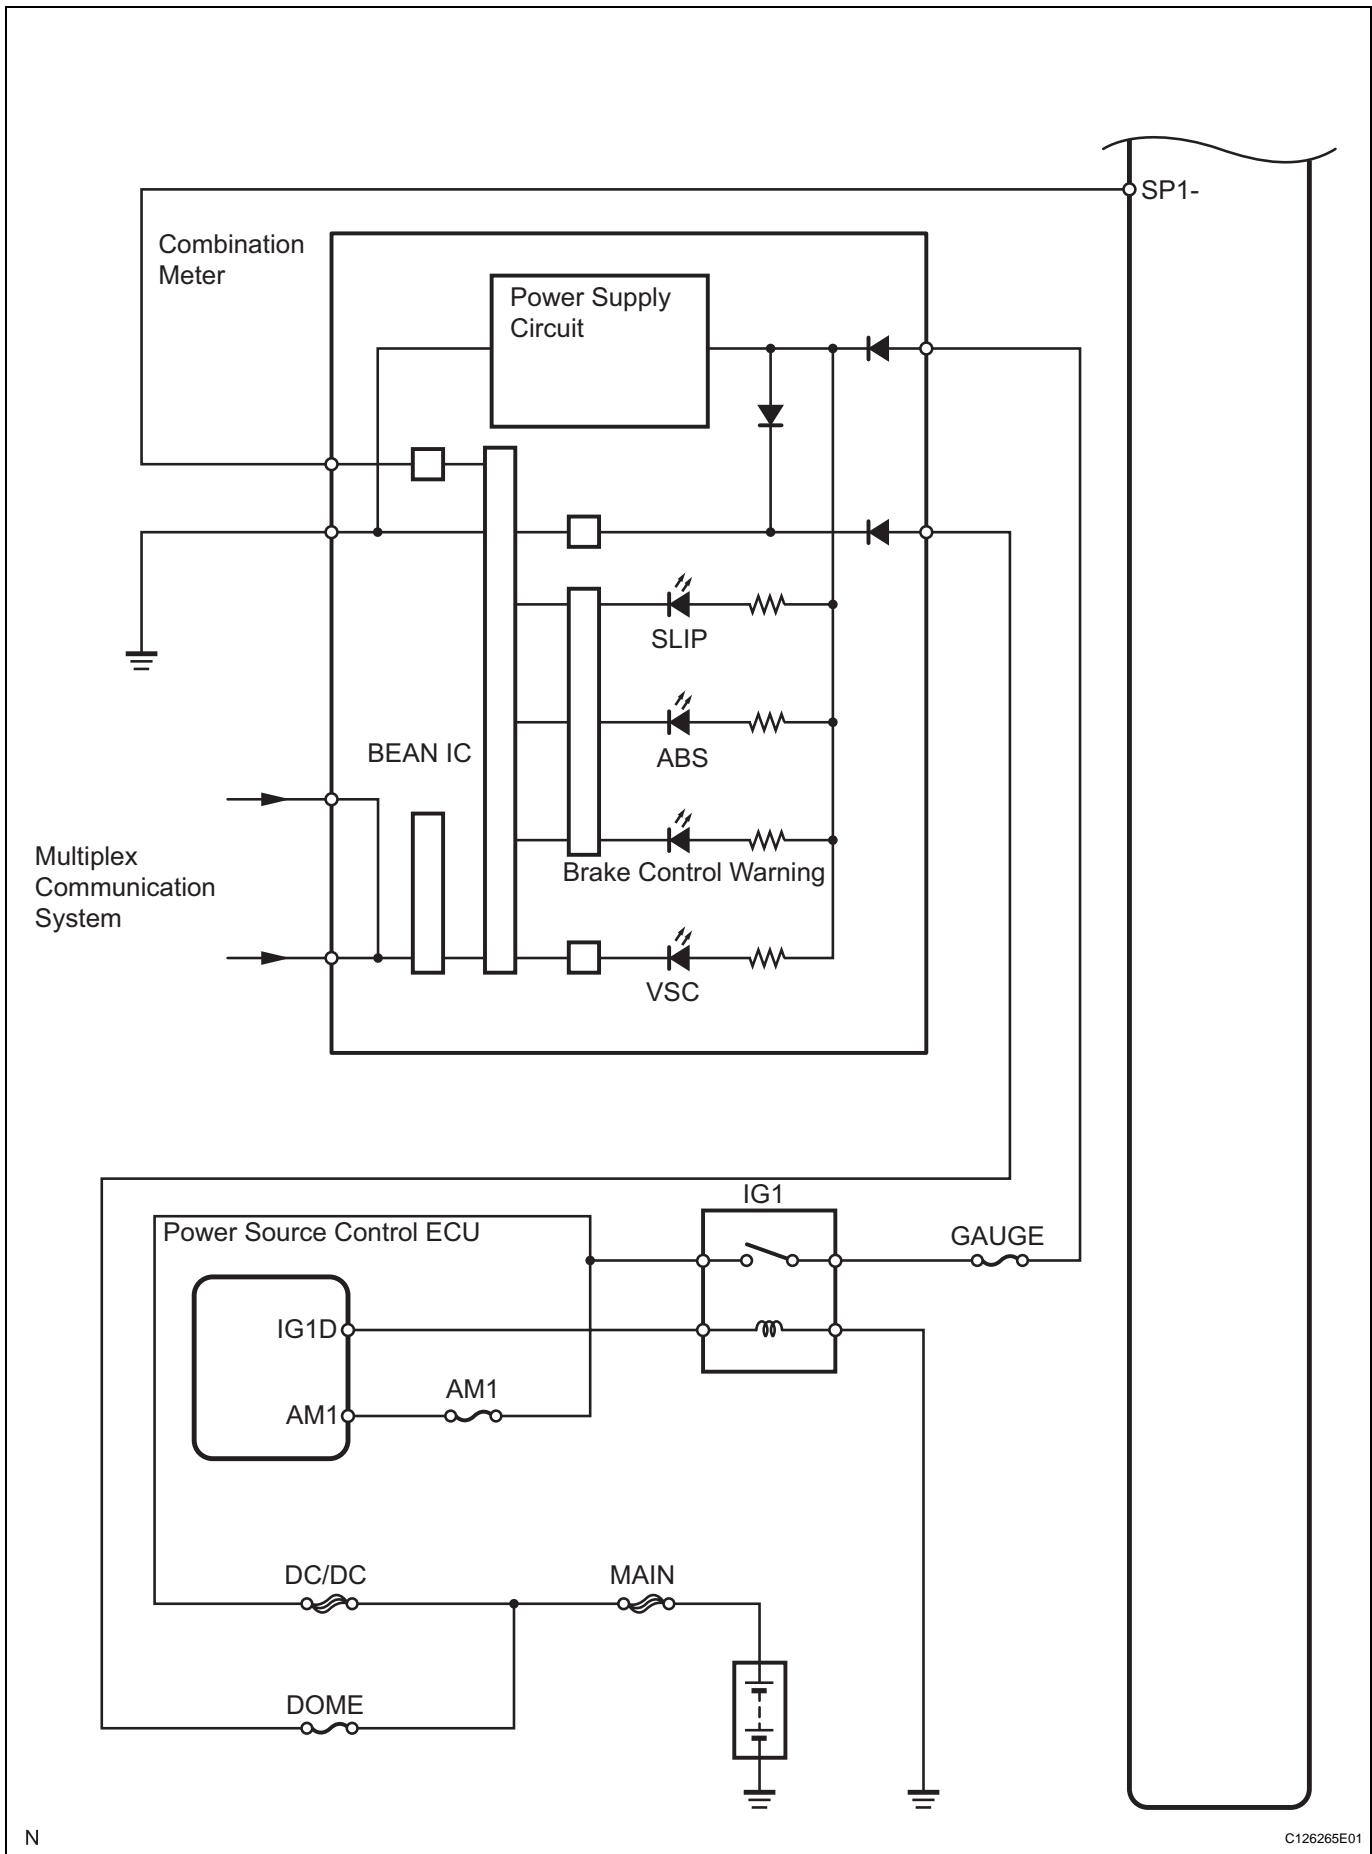 SP1-
Combination
Meter
Power Supply
Circuit
SLIP
ABS
BEAN IC
Multiplex
Communication
System
Brake Control Warning
VSC
IG1
Power Source Control ECU
GAUGE
IG1D
AM1
AM1
DC/DC
MAIN
DOME
N
C126265E01